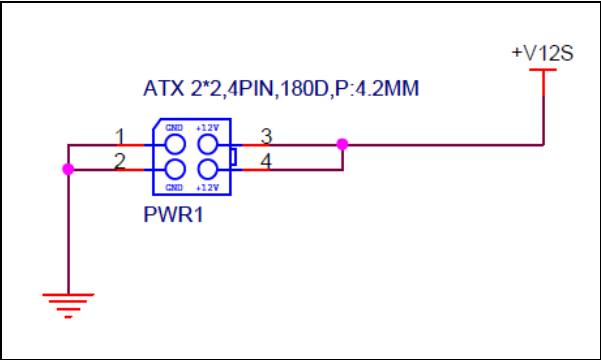 +V12S
ATX 2*2,4PIN,180D,P:4.2MM
1 GND +12V 3
2 GND +12V 4
PWR1